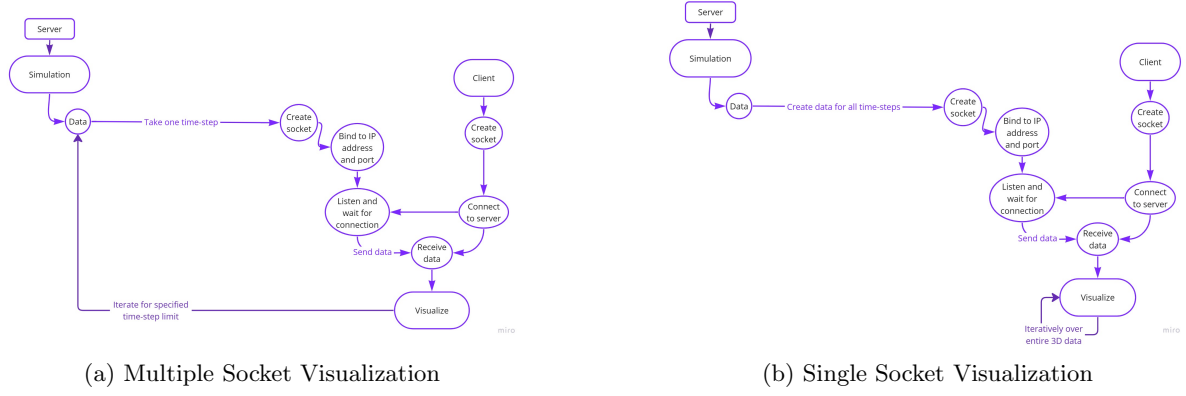 Server
Simulation
Data
Take one time-step
Create
socket
Bind to IP
address
and port
Listen and
wait for
connection
Client
Create
socket
Connect
to server
Send data
Receive
data
Visualize
Iterate for specified
time-step limit
miro
(a) Multiple Socket Visualization
Server
Simulation
Data
Create data for all time-steps
Create
socket
Bind to IP
address
and port
Listen and
wait for
connection
Client
Create
socket
Connect
to server
Send data
Receive
data
Visualize
Iteratively over
entire 3D data
miro
(b) Single Socket Visualization